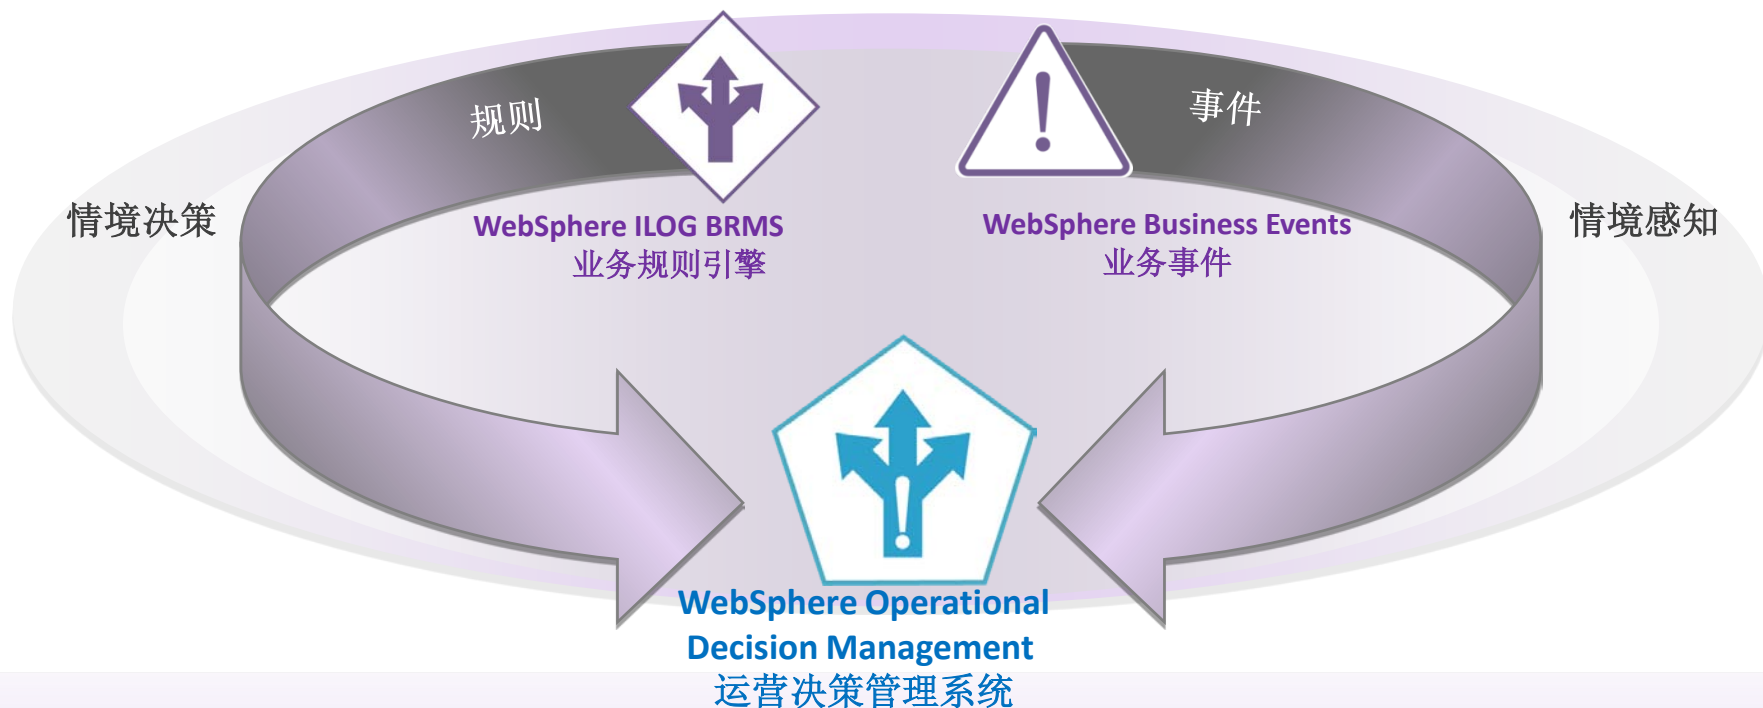 规则
事件
情境决策
情境感知
WebSphere ILOG BRMS
业务规则引擎
WebSphere Business Events
业务事件
WebSphere Operational
Decision Management
运营决策管理系统